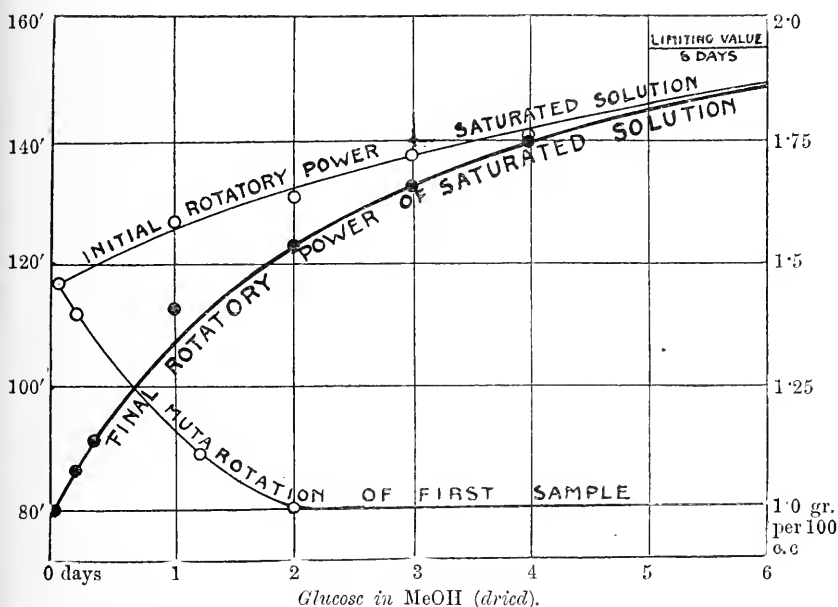 160′
140′
120′
100′
80′
LIMITING VALUE
6 DAYS
INITIAL ROTATORY POWER SATURATED SOLUTION
FINAL ROTATORY POWER OF SATURATED SOLUTION
MUTAROTATION OF FIRST SAMPLE
2·0
1·75
1·5
1·25
1·0 gr.
per 100
c.c
0 days 1 2 3 4 5 6
Glucose in MeOH (dried).